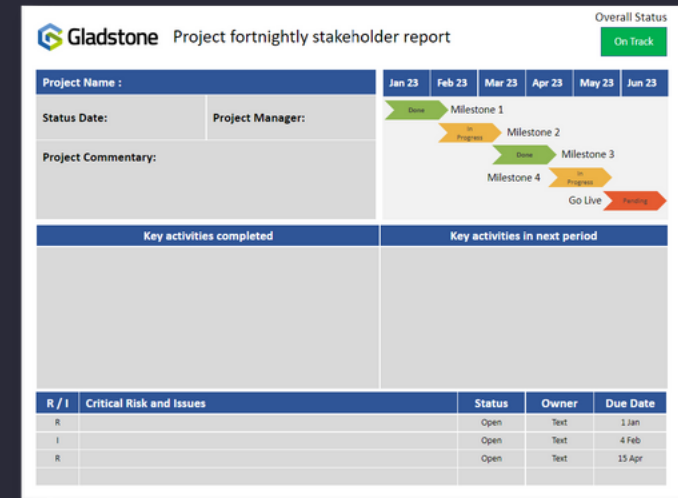 Overall Status
Gladstone Project fortnightly stakeholder report
On Track
Project Name :
Jan 23 Feb 23 Mar 23 Apr 23 May 23 Jun 23
Done Milestone 1
Status Date: Project Manager:
In Progress Milestone 2
Project Commentary:
Done Milestone 3
Milestone 4 In Progress
Go Live Pending
Key activities completed Key activities in next period
R / I Critical Risk and Issues Status Owner Due Date
R Open Text 1 Jan
I Open Text 4 Feb
R Open Text 15 Apr